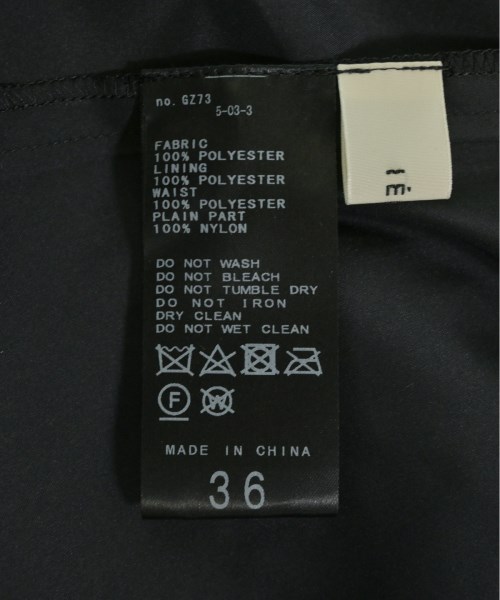 no. GZ73
5-03-3
FABRIC
100% POLYESTER
LINING
100% POLYESTER
WAIST
100% POLYESTER
PLAIN PART
100% NYLON
DO NOT WASH
DO NOT BLEACH
DO NOT TUMBLE DRY
DO NOT IRON
DRY CLEAN
DO NOT WET CLEAN
F
W
MADE IN CHINA
36